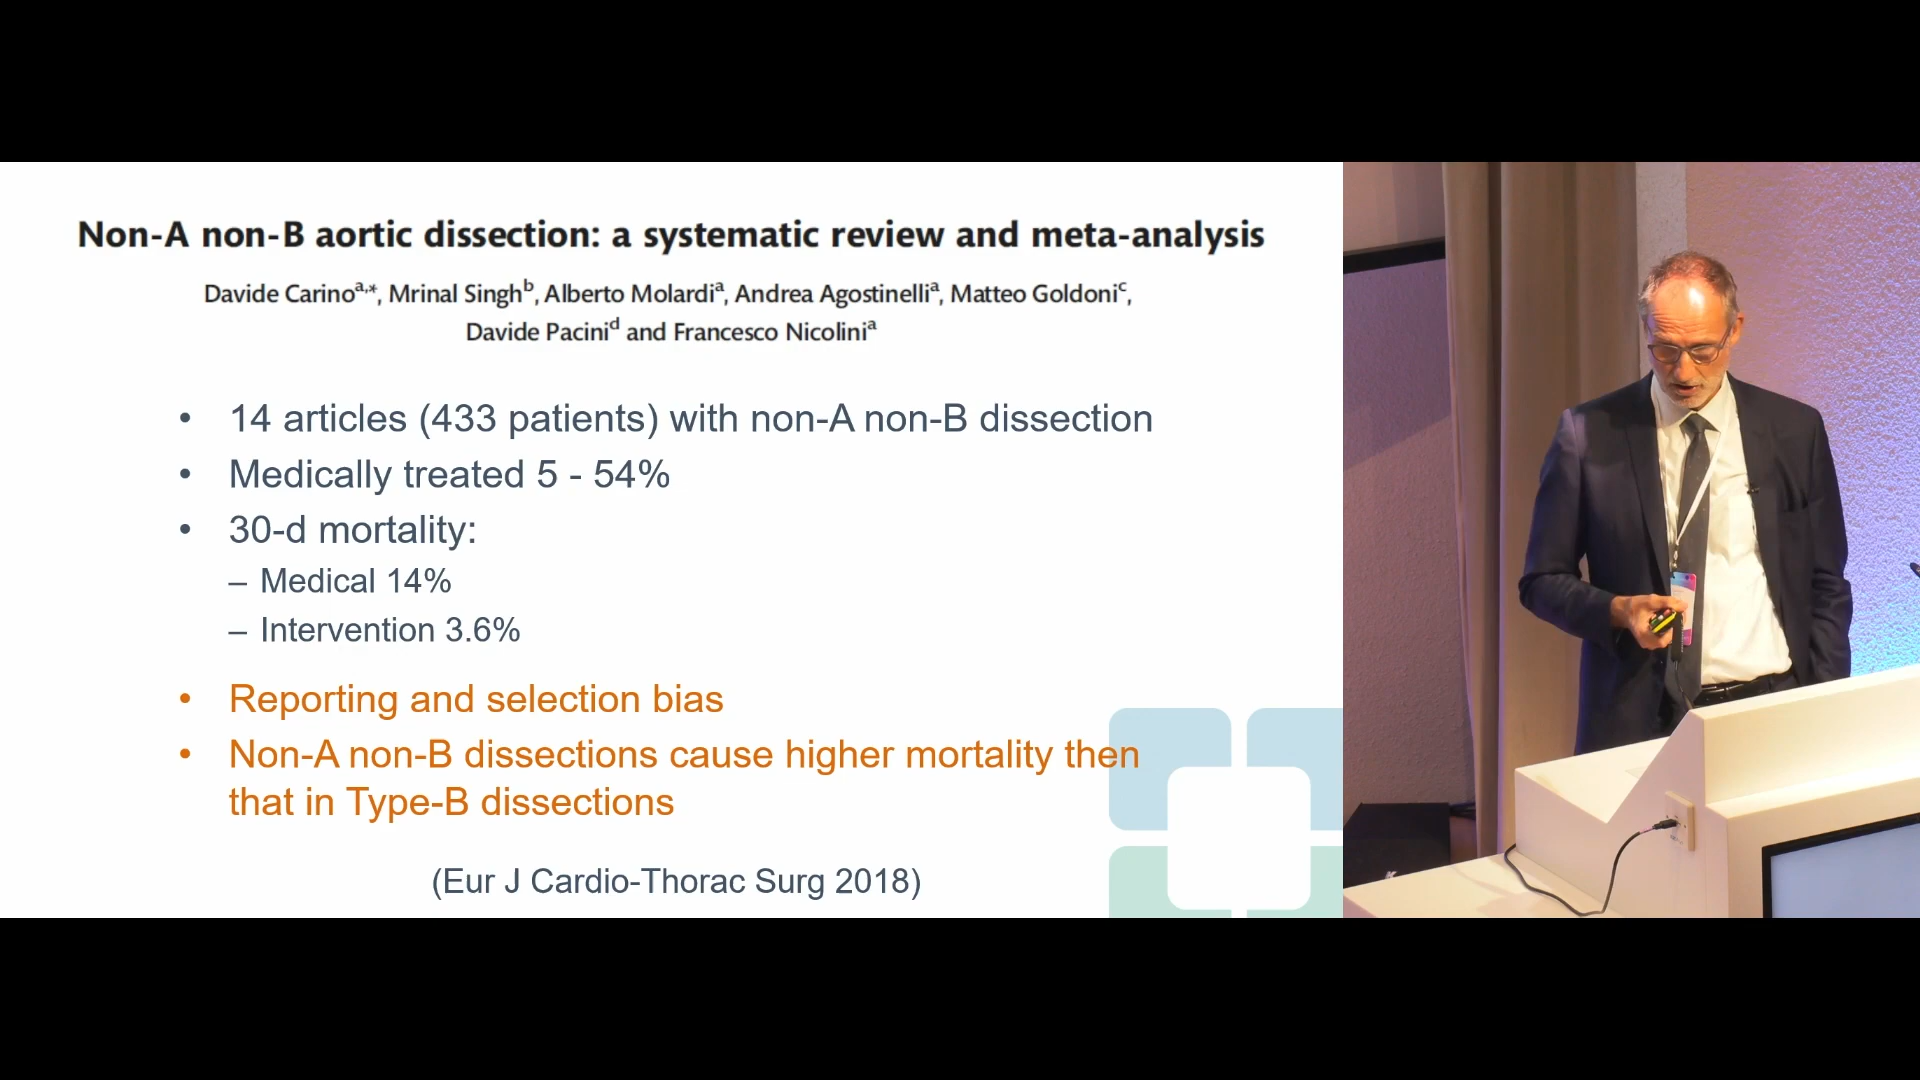 Non-A non-B aortic dissection: a systematic review and meta-analysis
Davide Carinoᵃ,*, Mrinal Singhᵇ, Alberto Molardiᵃ, Andrea Agostinelliᵃ, Matteo Goldoniᶜ,
Davide Paciniᵈ and Francesco Nicoliniᵃ
• 14 articles (433 patients) with non-A non-B dissection
• Medically treated 5 - 54%
• 30-d mortality:
– Medical 14%
– Intervention 3.6%
• Reporting and selection bias
• Non-A non-B dissections cause higher mortality then
that in Type-B dissections
(Eur J Cardio-Thorac Surg 2018)